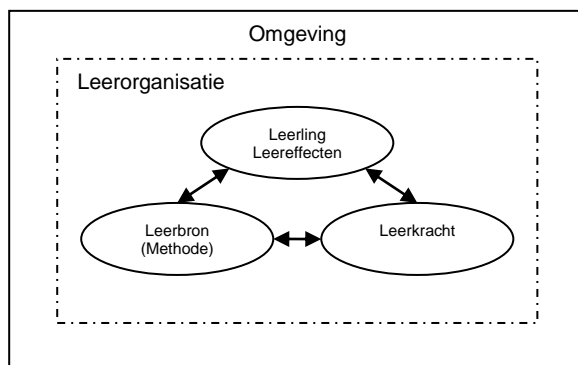 Omgeving
Leerorganisatie
Leerling
Leereffecten
Leerbron
(Methode)
Leerkracht